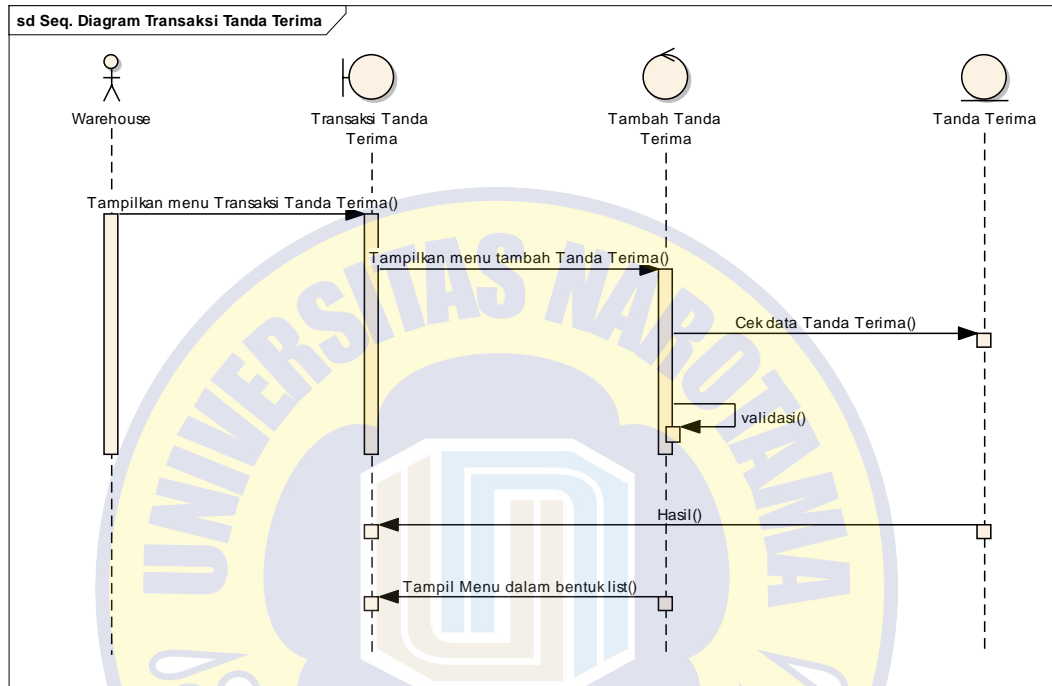 sd Seq. Diagram Transaksi Tanda Terima
Warehouse
Transaksi Tanda
Terima
Tambah Tanda
Terima
Tanda Terima
Tampilkan menu Transaksi Tanda Terima()
Tampilkan menu tambah Tanda Terima()
Cek data Tanda Terima()
validasi()
Hasil()
Tampil Menu dalam bentuk list()
UNIVERSITAS NAROTAMA